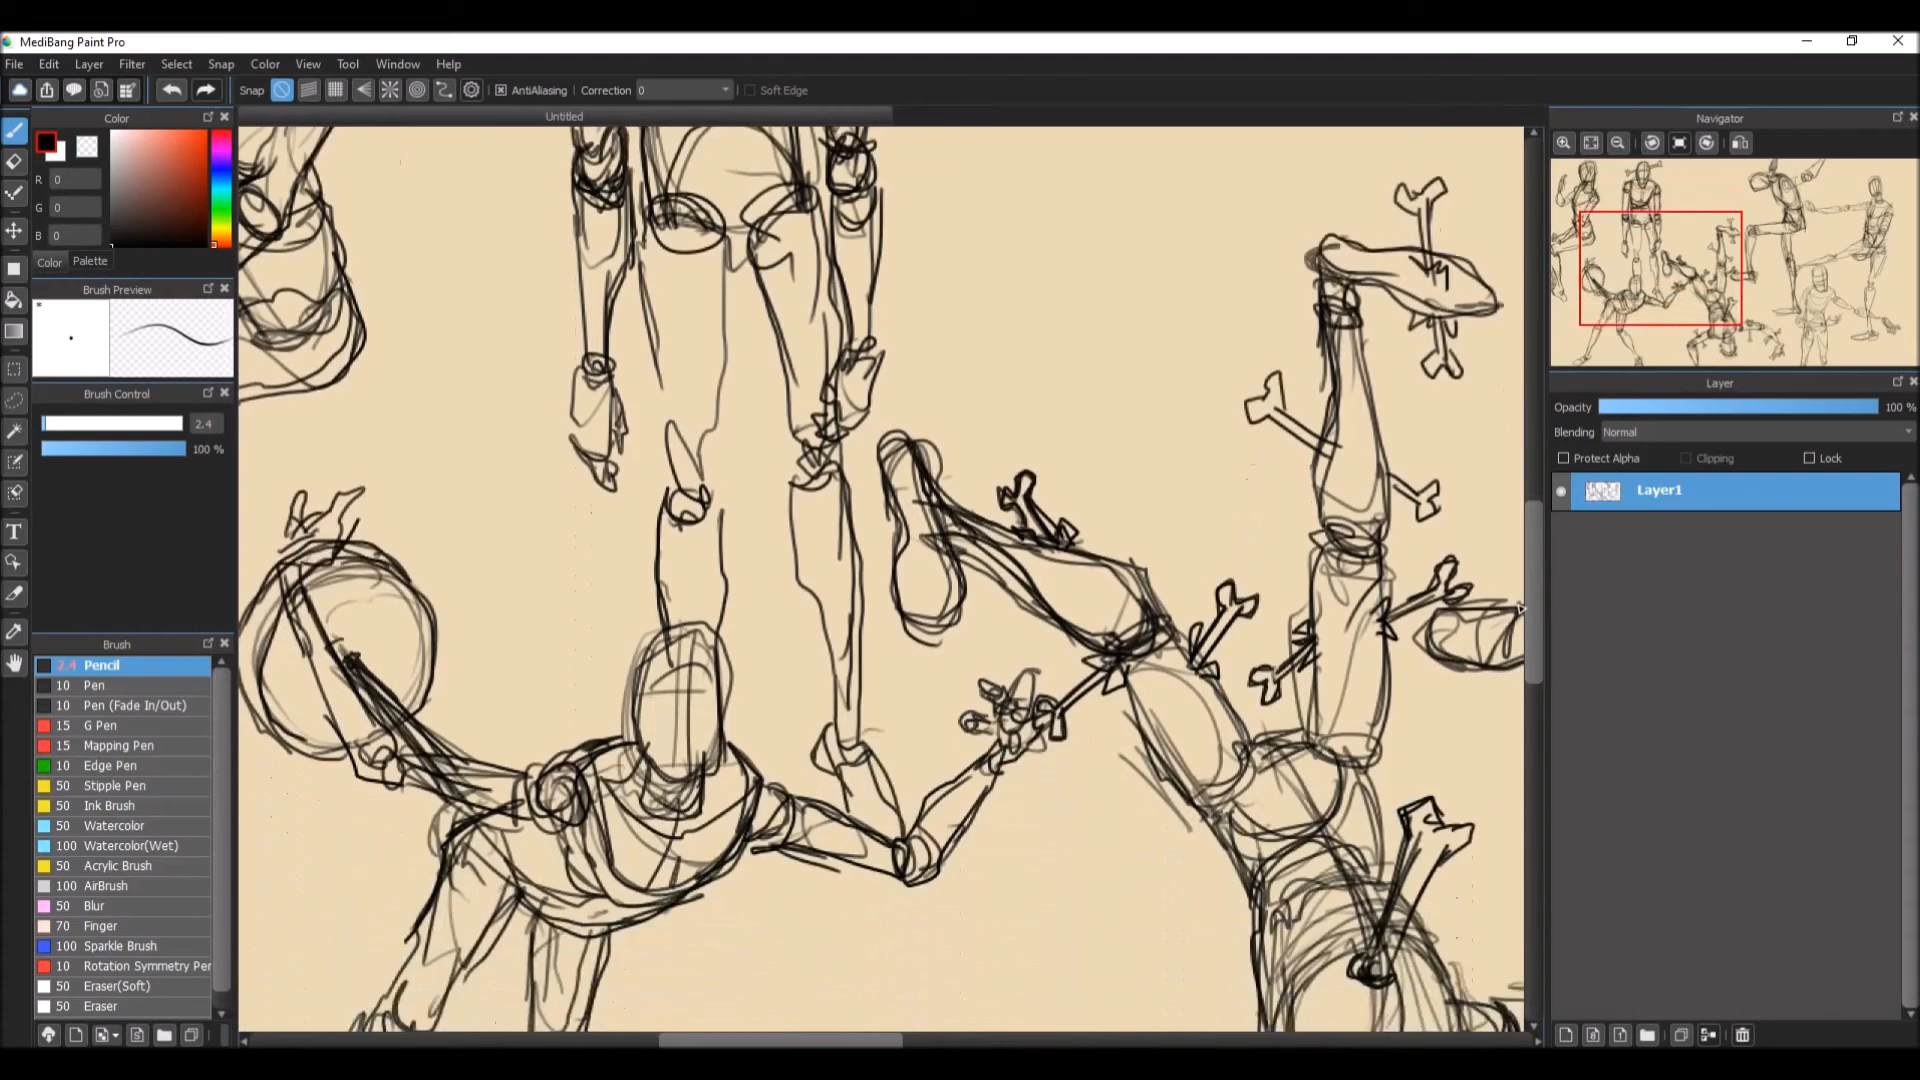 MediBang Paint Pro
File Edit Layer Filter Select Snap Color View Tool Window Help
Snap AntiAliasing Correction 0 Soft Edge
Color
Untitled
Navigator
R 0
G 0
B 0
Color Palette
Brush Preview
*
Brush Control
2.4
100 %
Layer
Opacity 100 %
Blending Normal
Protect Alpha Clipping Lock
Layer1
T
Brush
2.4 Pencil
10 Pen
10 Pen (Fade In/Out)
15 G Pen
15 Mapping Pen
10 Edge Pen
50 Stipple Pen
50 Ink Brush
50 Watercolor
100 Watercolor(Wet)
50 Acrylic Brush
100 AirBrush
50 Blur
70 Finger
100 Sparkle Brush
10 Rotation Symmetry Per
50 Eraser(Soft)
50 Eraser